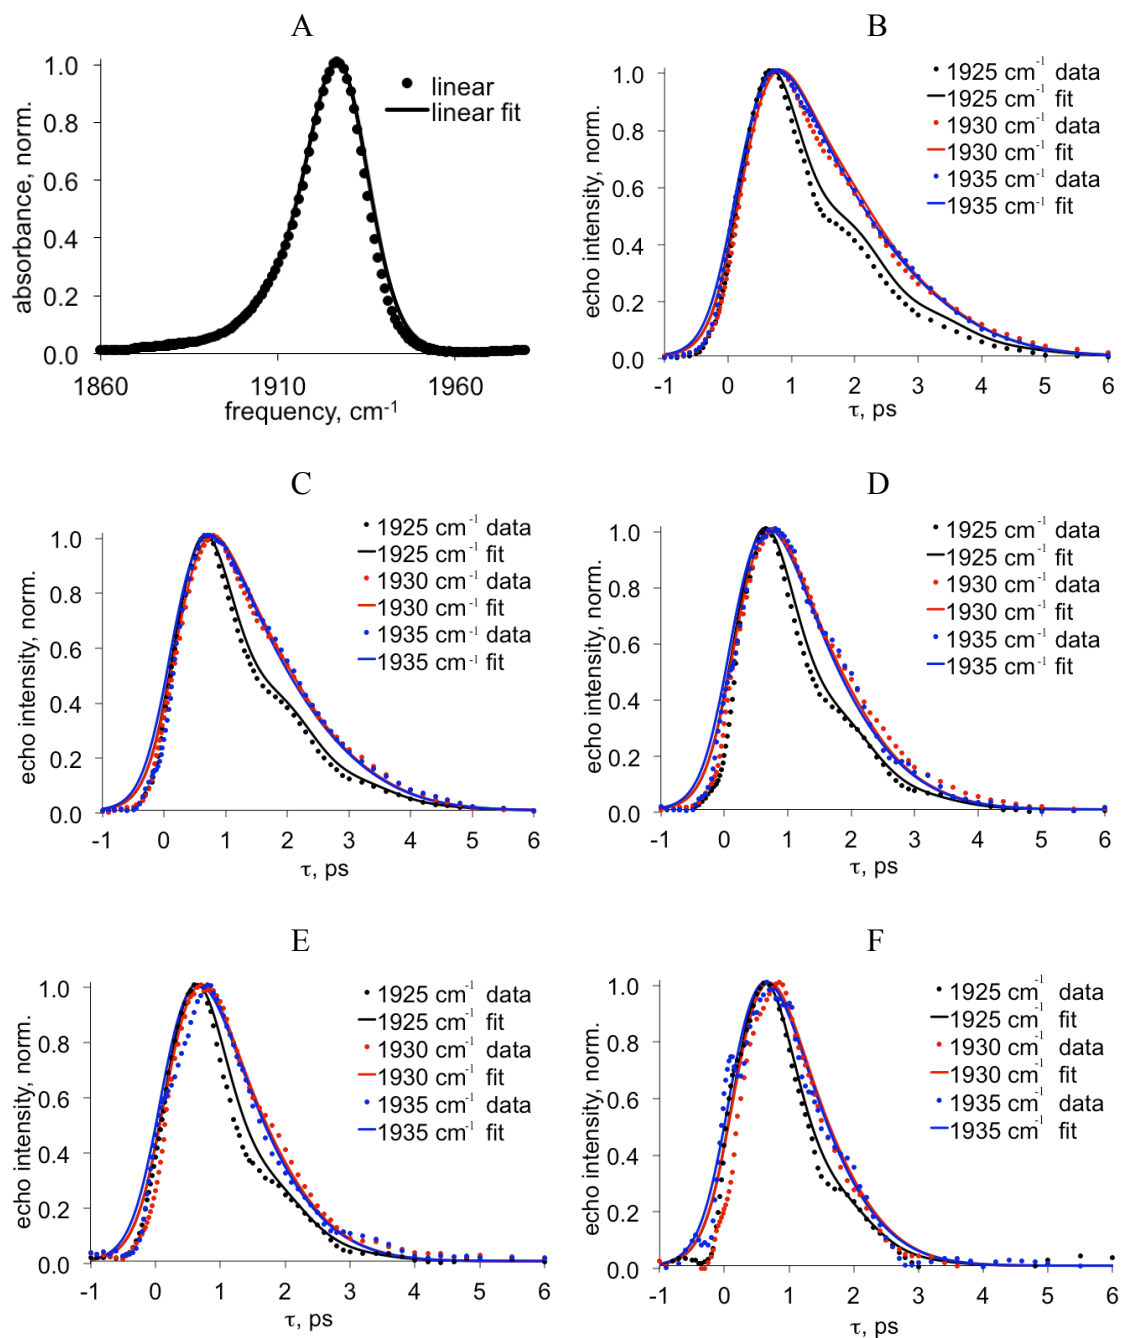 A
absorbance, norm.
1.0
0.8
0.6
0.4
0.2
0.0
1860
1910
1960
frequency, cm⁻¹
linear
linear fit
B
echo intensity, norm.
1.0
0.8
0.6
0.4
0.2
0.0
-1
0
1
2
3
4
5
6
τ, ps
1925 cm⁻¹ data
1925 cm⁻¹ fit
1930 cm⁻¹ data
1930 cm⁻¹ fit
1935 cm⁻¹ data
1935 cm⁻¹ fit
C
echo intensity, norm.
1.0
0.8
0.6
0.4
0.2
0.0
-1
0
1
2
3
4
5
6
τ, ps
1925 cm⁻¹ data
1925 cm⁻¹ fit
1930 cm⁻¹ data
1930 cm⁻¹ fit
1935 cm⁻¹ data
1935 cm⁻¹ fit
D
echo intensity, norm.
1.0
0.8
0.6
0.4
0.2
0.0
-1
0
1
2
3
4
5
6
τ, ps
1925 cm⁻¹ data
1925 cm⁻¹ fit
1930 cm⁻¹ data
1930 cm⁻¹ fit
1935 cm⁻¹ data
1935 cm⁻¹ fit
E
echo intensity, norm.
1.0
0.8
0.6
0.4
0.2
0.0
-1
0
1
2
3
4
5
6
τ, ps
1925 cm⁻¹ data
1925 cm⁻¹ fit
1930 cm⁻¹ data
1930 cm⁻¹ fit
1935 cm⁻¹ data
1935 cm⁻¹ fit
F
echo intensity, norm.
1.0
0.8
0.6
0.4
0.2
0.0
-1
0
1
2
3
4
5
6
τ, ps
1925 cm⁻¹ data
1925 cm⁻¹ fit
1930 cm⁻¹ data
1930 cm⁻¹ fit
1935 cm⁻¹ data
1935 cm⁻¹ fit